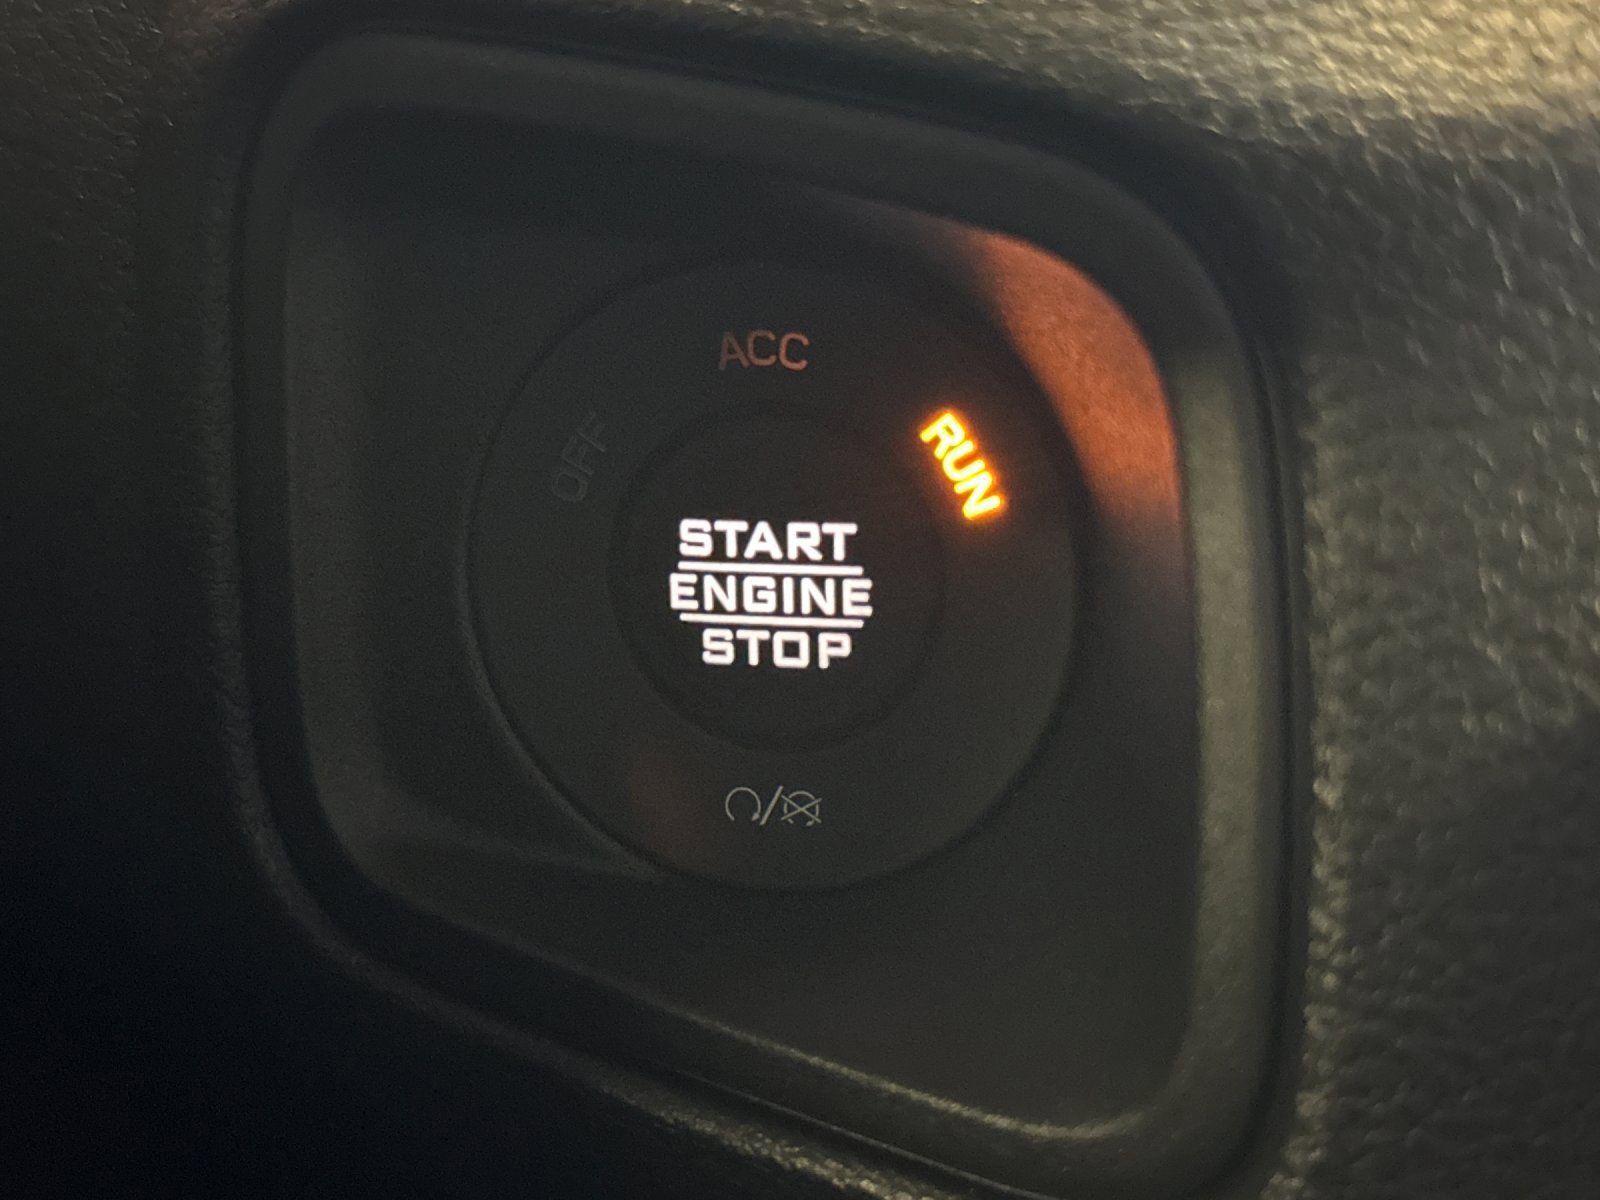 ACC
OFF
RUN
START
ENGINE
STOP